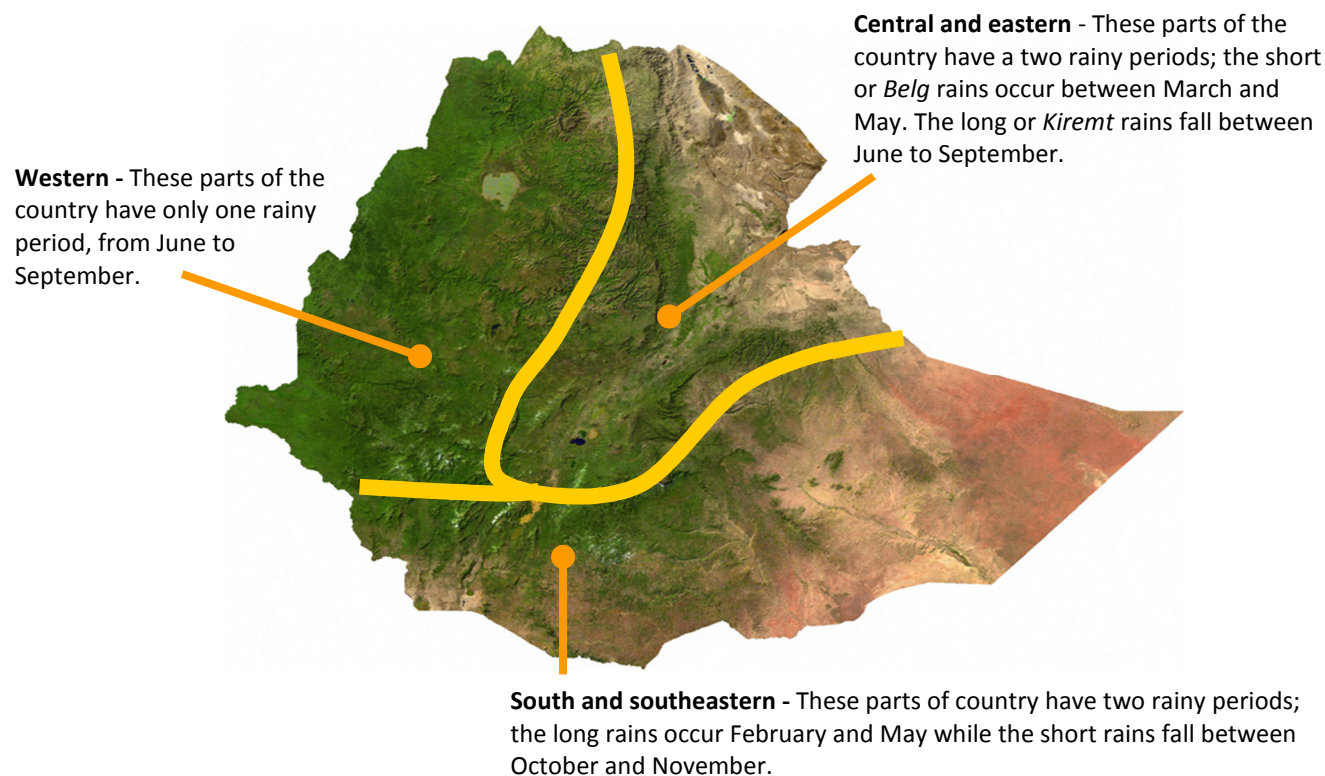 Central and eastern - These parts of the
country have a two rainy periods; the short
or Belg rains occur between March and
May. The long or Kiremt rains fall between
June to September.
Western - These parts of the
country have only one rainy
period, from June to
September.
South and southeastern - These parts of country have two rainy periods;
the long rains occur February and May while the short rains fall between
October and November.